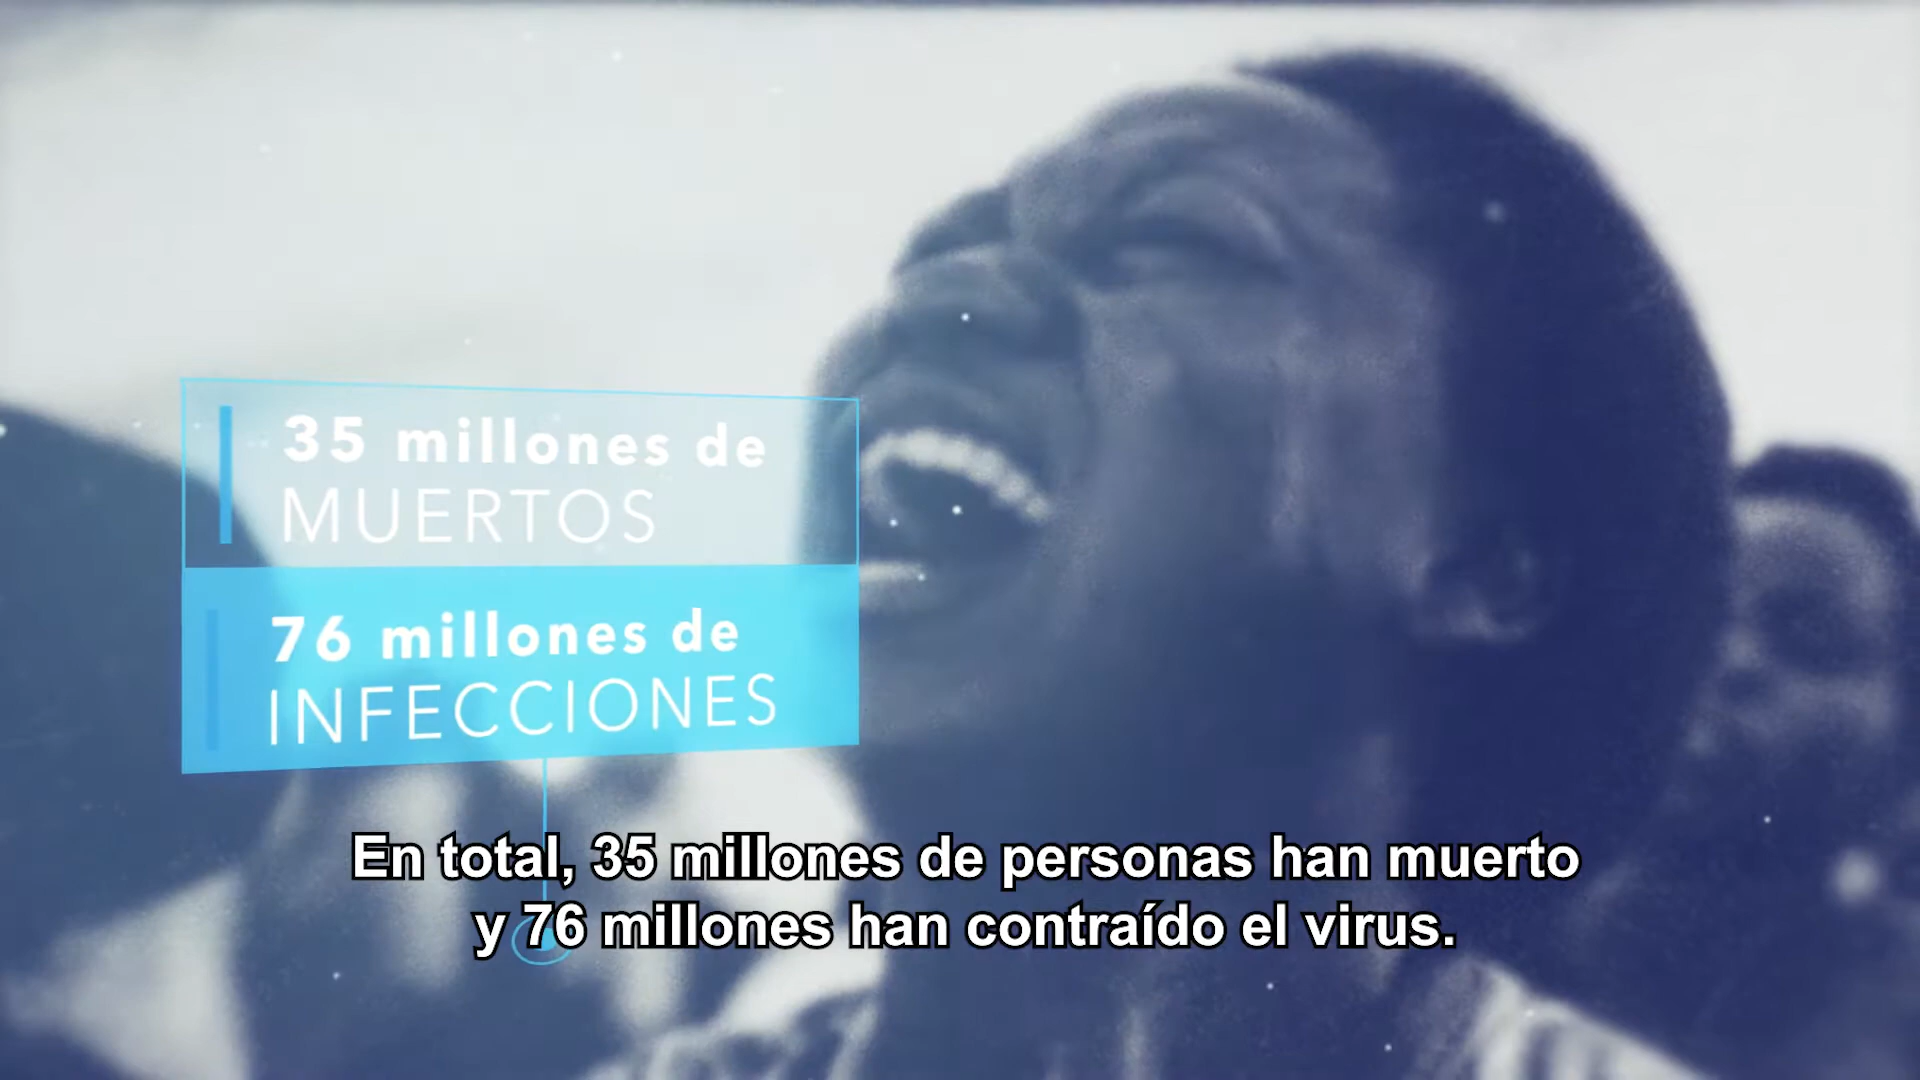 35 millones de
MUERTOS
76 millones de
INFECCIONES
En total, 35 millones de personas han muerto
y 76 millones han contraído el virus.